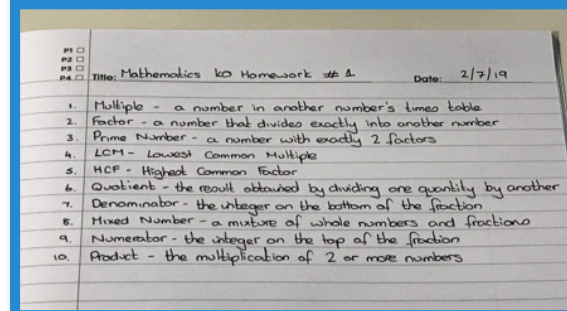 P1
P2
P3
P4 Title: Mathematics KO Homework # 1 Date: 2/7/19
1. Multiple - a number in another number's times table
2. Factor - a number that divides exactly into another number
3. Prime Number - a number with exactly 2 factors
4. LCM - Lowest Common Multiple
5. HCF - Highest Common Factor
6. Quotient - the result obtained by dividing one quantity by another
7. Denominator - the integer on the bottom of the fraction
8. Mixed Number - a mixture of whole numbers and fractions
9. Numerator - the integer on the top of the fraction
10. Product - the multiplication of 2 or more numbers